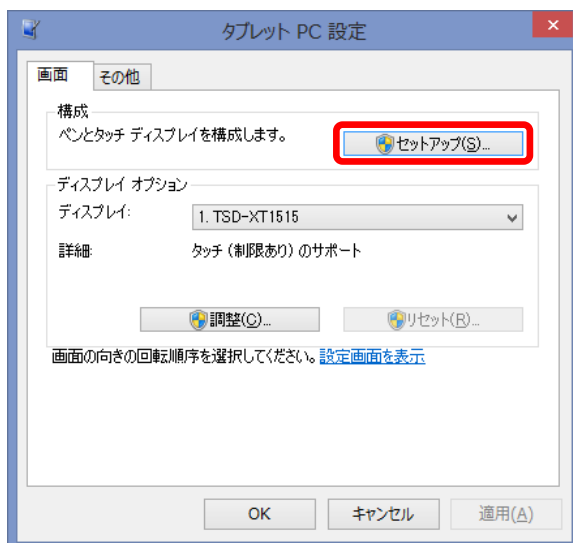 タブレット PC 設定
画面 その他
構成
ペンとタッチ ディスプレイを構成します。 セットアップ(S)...
ディスプレイ オプション
ディスプレイ: 1. TSD-XT1515
詳細: タッチ (制限あり) のサポート
調整(C)... リセット(R)...
画面の向きの回転順序を選択してください。設定画面を表示
OK キャンセル 適用(A)